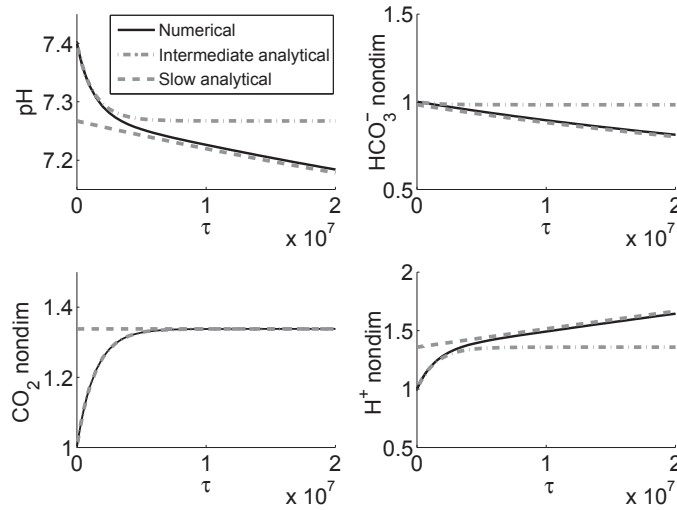 Numerical
Intermediate analytical
Slow analytical
7.4
7.3
7.2
pH
0
1
2
τ
x 10^7
1.5
1
0.5
HCO₃⁻ nondim
0
1
2
τ
x 10^7
1.4
1.2
1
CO₂ nondim
0
1
2
τ
x 10^7
2
1.5
1
0.5
H⁺ nondim
0
1
2
τ
x 10^7